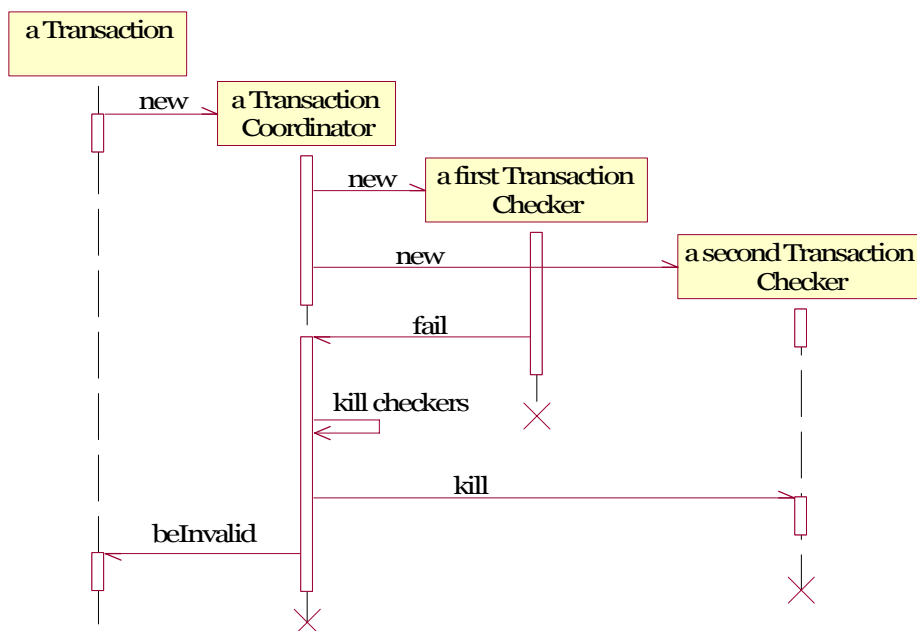 a Transaction
new
a Transaction
Coordinator
new
a first Transaction
Checker
new
a second Transaction
Checker
fail
kill checkers
kill
beInvalid